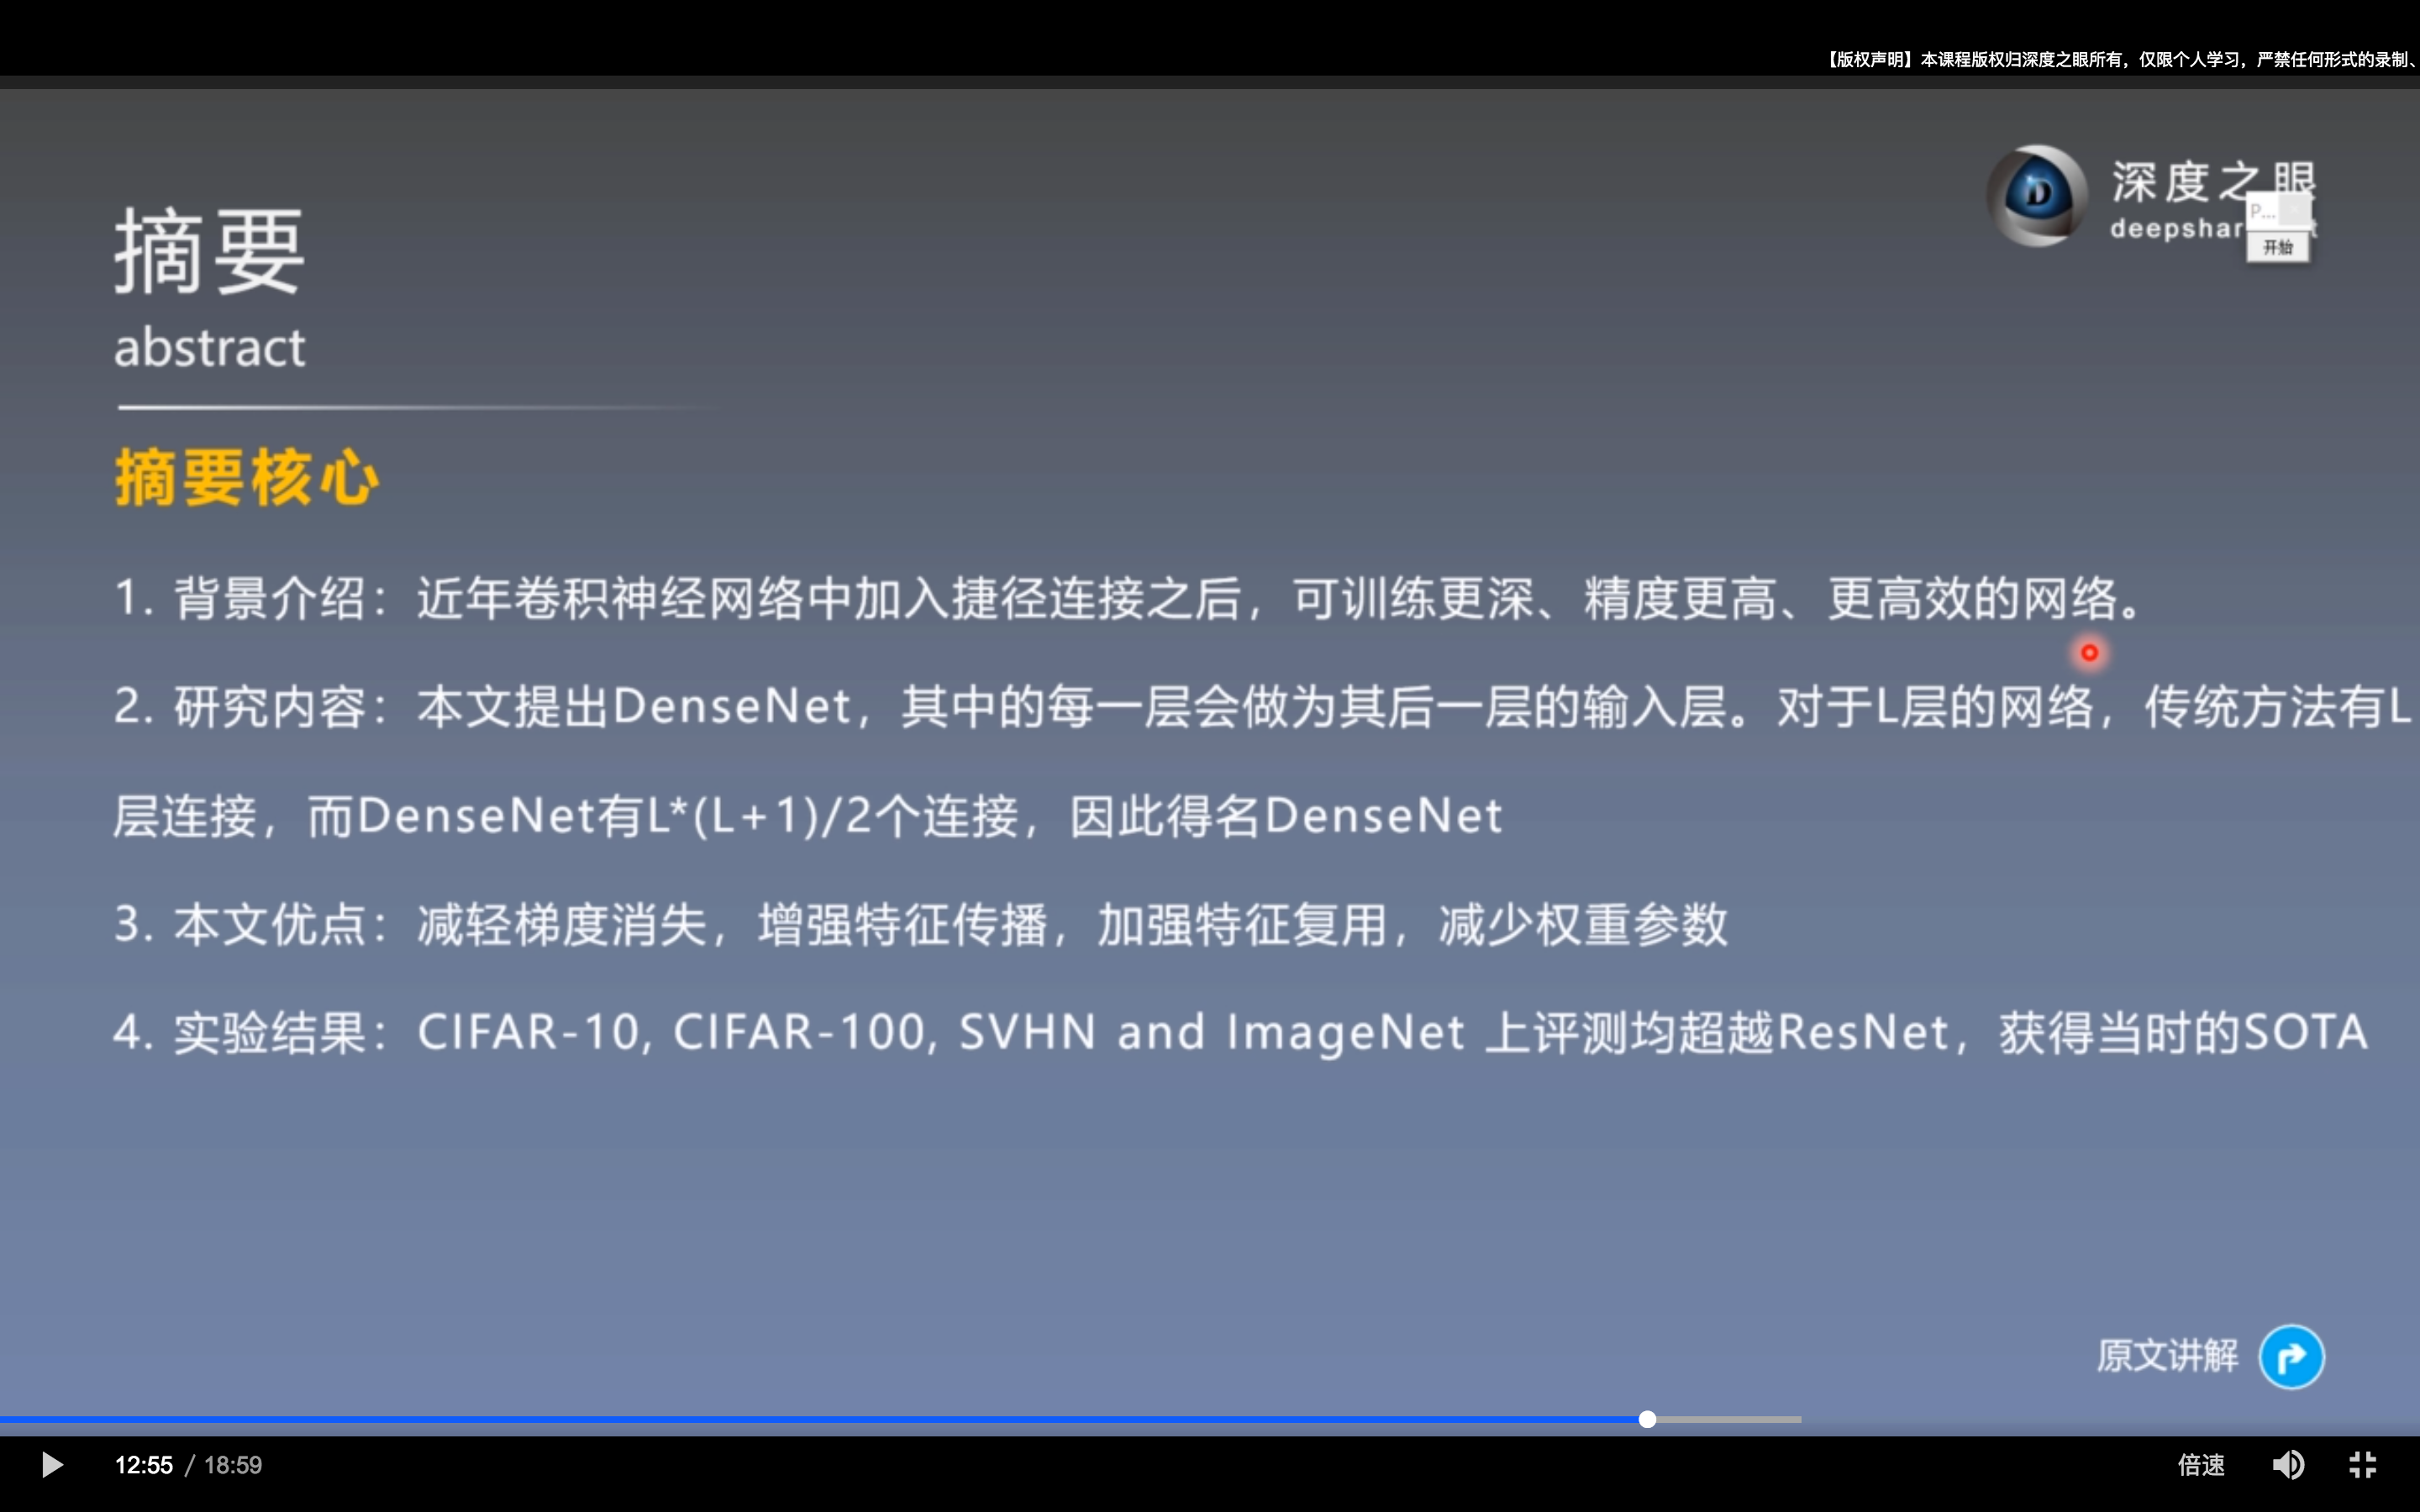 【版权声明】本课程版权归深度之眼所有，仅限个人学习，严禁任何形式的录制、
深度之眼
deepshar
P...
开始
摘要
abstract
摘要核心
1. 背景介绍：近年卷积神经网络中加入捷径连接之后，可训练更深、精度更高、更高效的网络。
2. 研究内容：本文提出DenseNet，其中的每一层会做为其后一层的输入层。对于L层的网络，传统方法有L
层连接，而DenseNet有L*(L+1)/2个连接，因此得名DenseNet
3. 本文优点：减轻梯度消失，增强特征传播，加强特征复用，减少权重参数
4. 实验结果：CIFAR-10, CIFAR-100, SVHN and ImageNet 上评测均超越ResNet，获得当时的SOTA
原文讲解
12:55 / 18:59
倍速